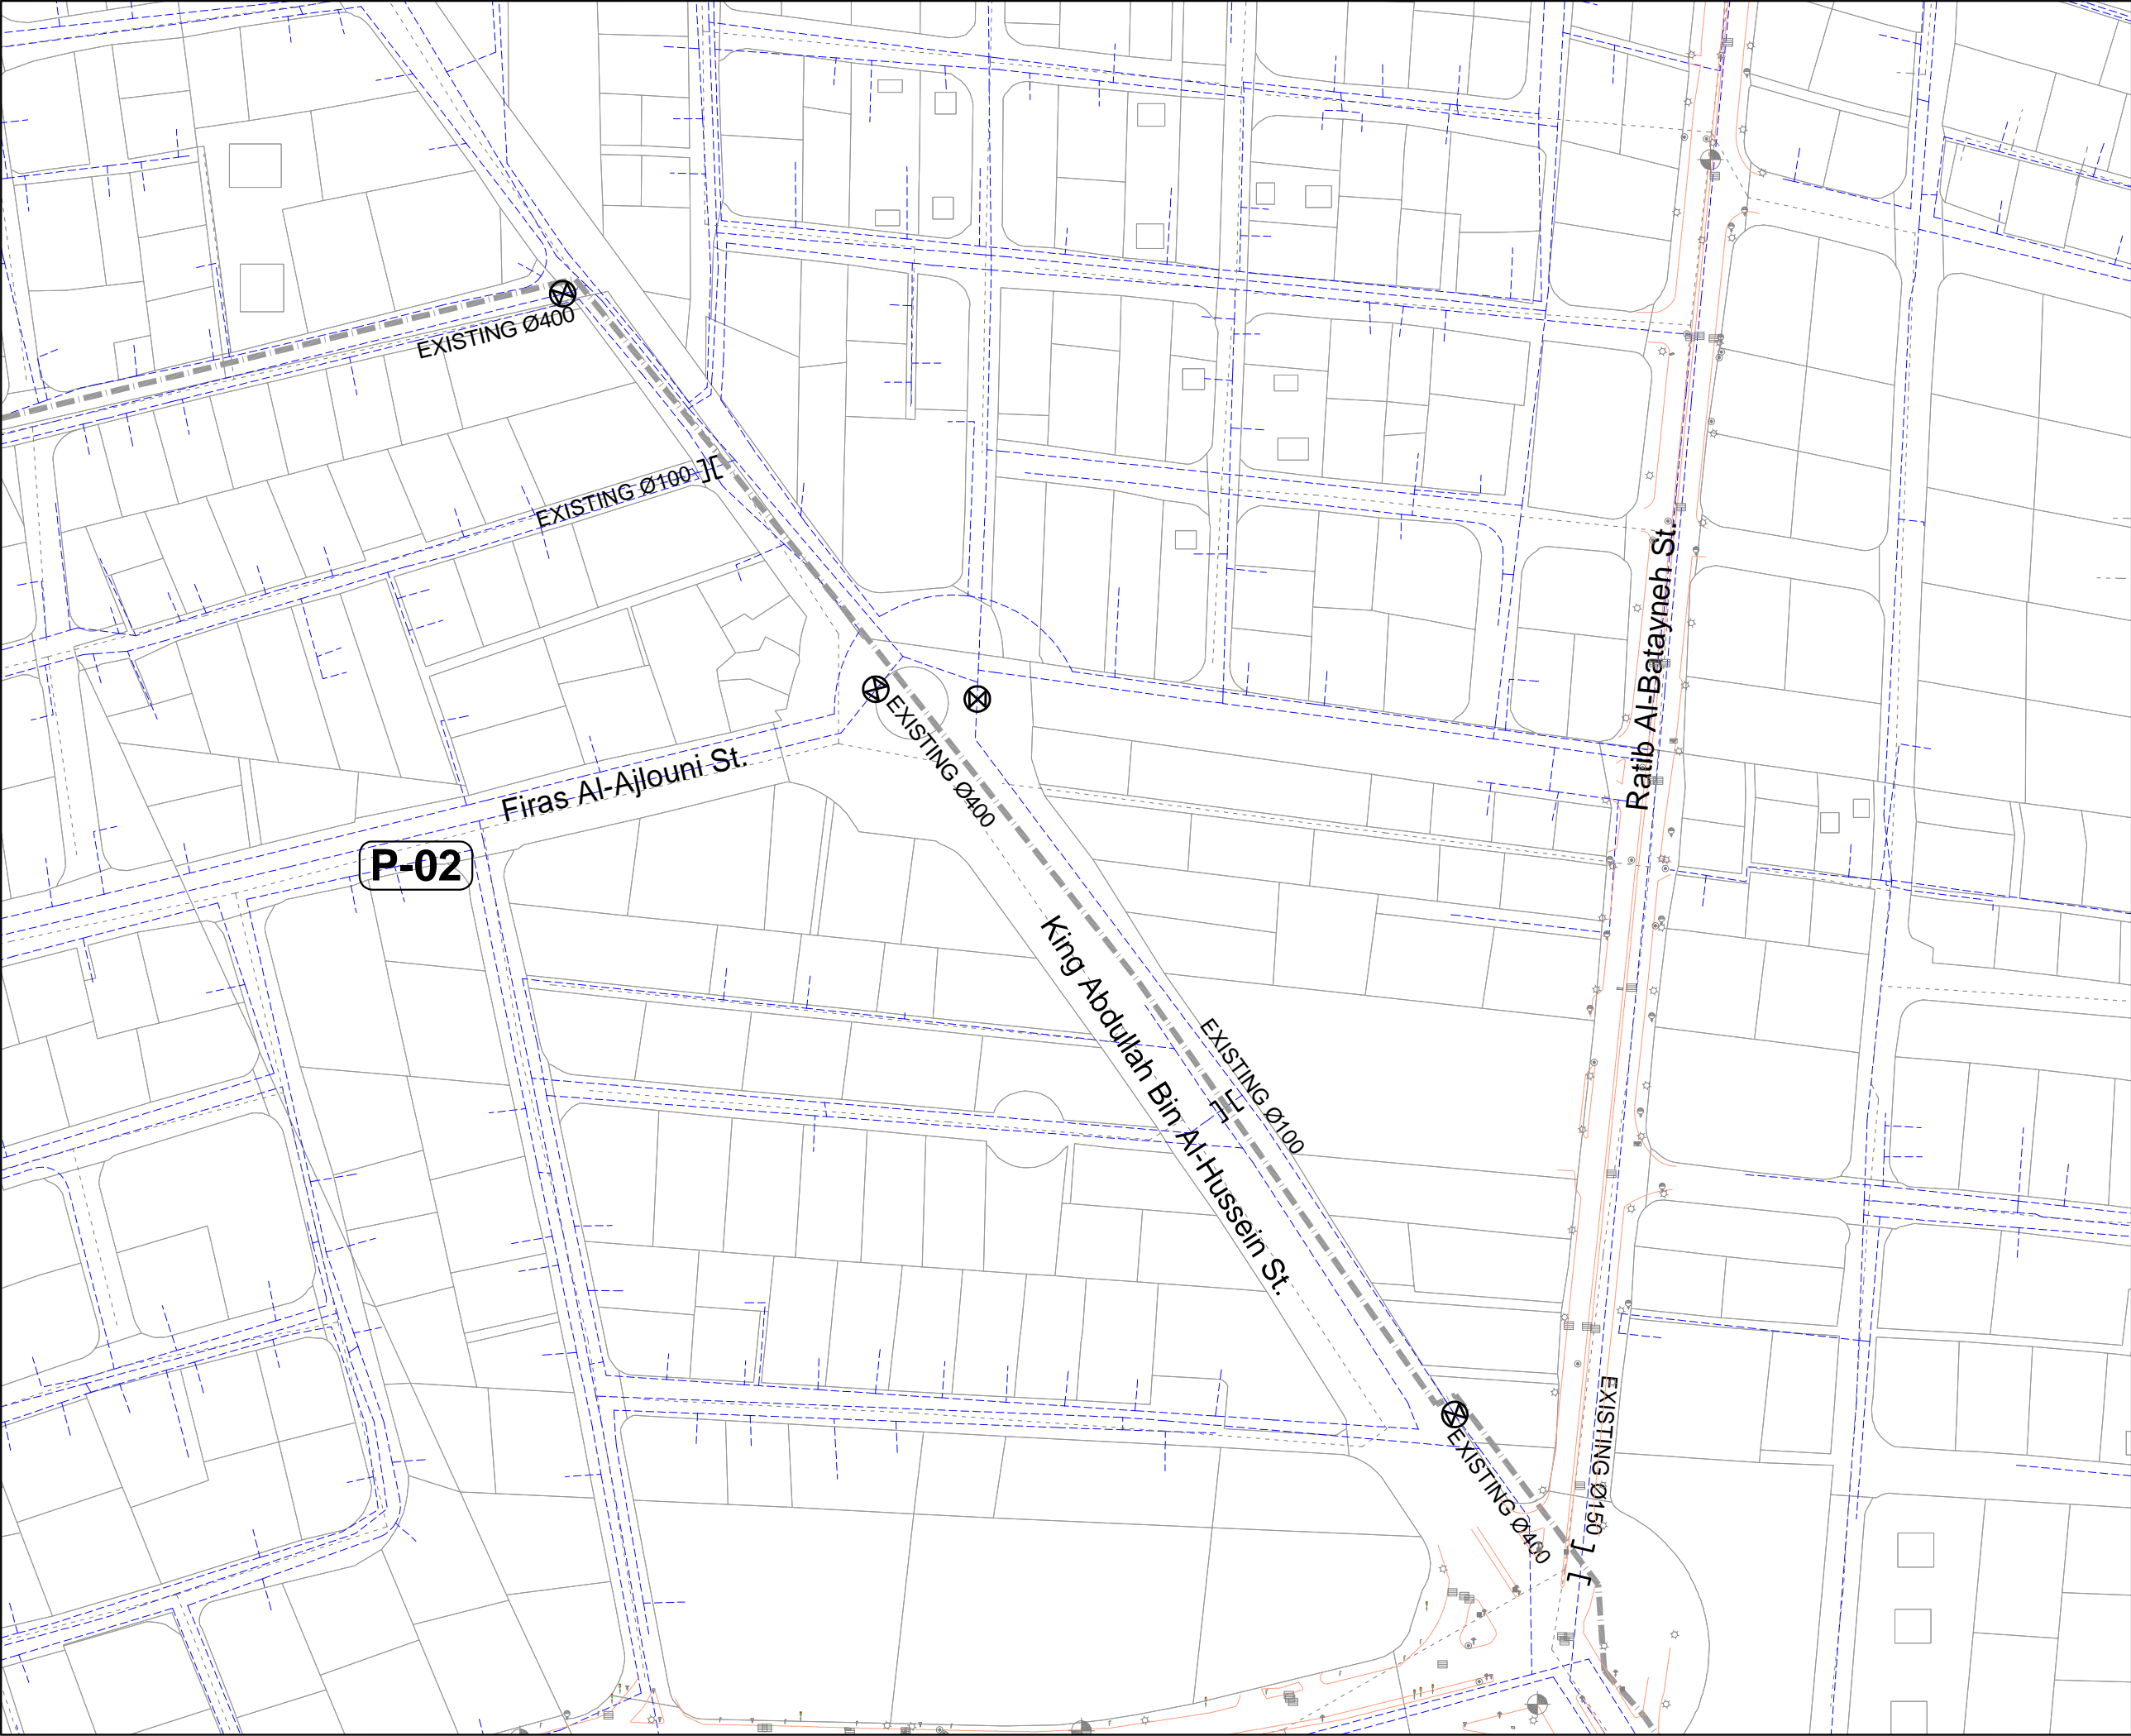 EXISTING Ø400
EXISTING Ø100
Ratib Al-Batayneh St.
EXISTING Ø400
Firas Al-Ajlouni St.
P-02
King Abdullah Bin Al-Hussein St.
EXISTING Ø100
EXISTING Ø150
EXISTING Ø400